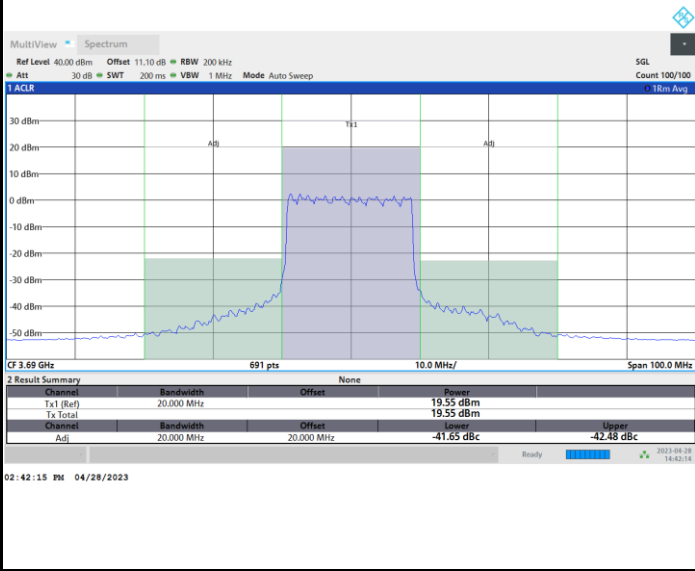 MultiView Spectrum
Ref Level 40.00 dBm Offset 11.10 dB RBW 200 kHz SGL
Att 30 dB SWT 200 ms VBW 1 MHz Mode Auto Sweep Count 100/100
1 ACLR 1Rm Avg
Tx1
Adj Adj
30 dBm
20 dBm
10 dBm
0 dBm
-10 dBm
-20 dBm
-30 dBm
-40 dBm
-50 dBm
CF 3.69 GHz 691 pts 10.0 MHz/ Span 100.0 MHz
2 Result Summary None
Channel Bandwidth Offset Power
Tx1 (Ref) 20.000 MHz 19.55 dBm
Tx Total 19.55 dBm
Channel Bandwidth Offset Lower Upper
Adj 20.000 MHz 20.000 MHz -41.65 dBc -42.48 dBc
Ready 2023-04-28
14:42:14
02:42:15 PM 04/28/2023